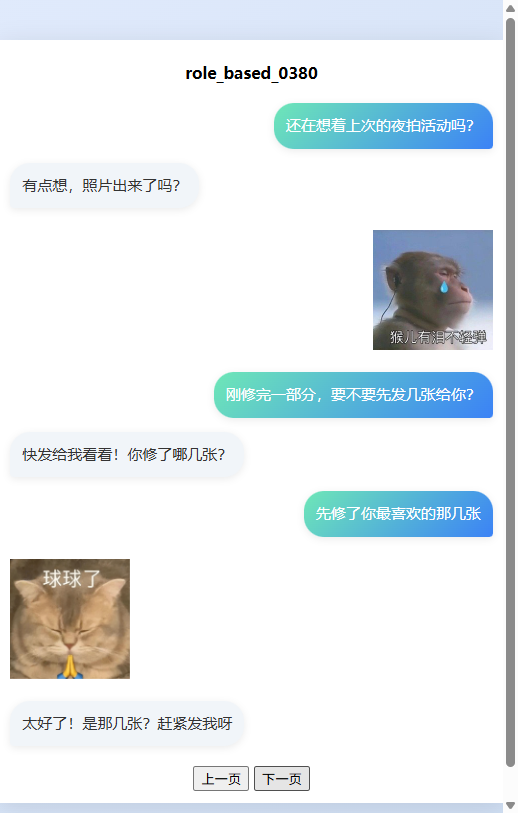 role_based_0380
还在想着上次的夜拍活动吗？
有点想，照片出来了吗？
猴儿有泪不轻弹
刚修完一部分，要不要先发几张给你？
快发给我看看！你修了哪几张？
先修了你最喜欢的那几张
球球了
太好了！是那几张？赶紧发我呀
上一页 下一页